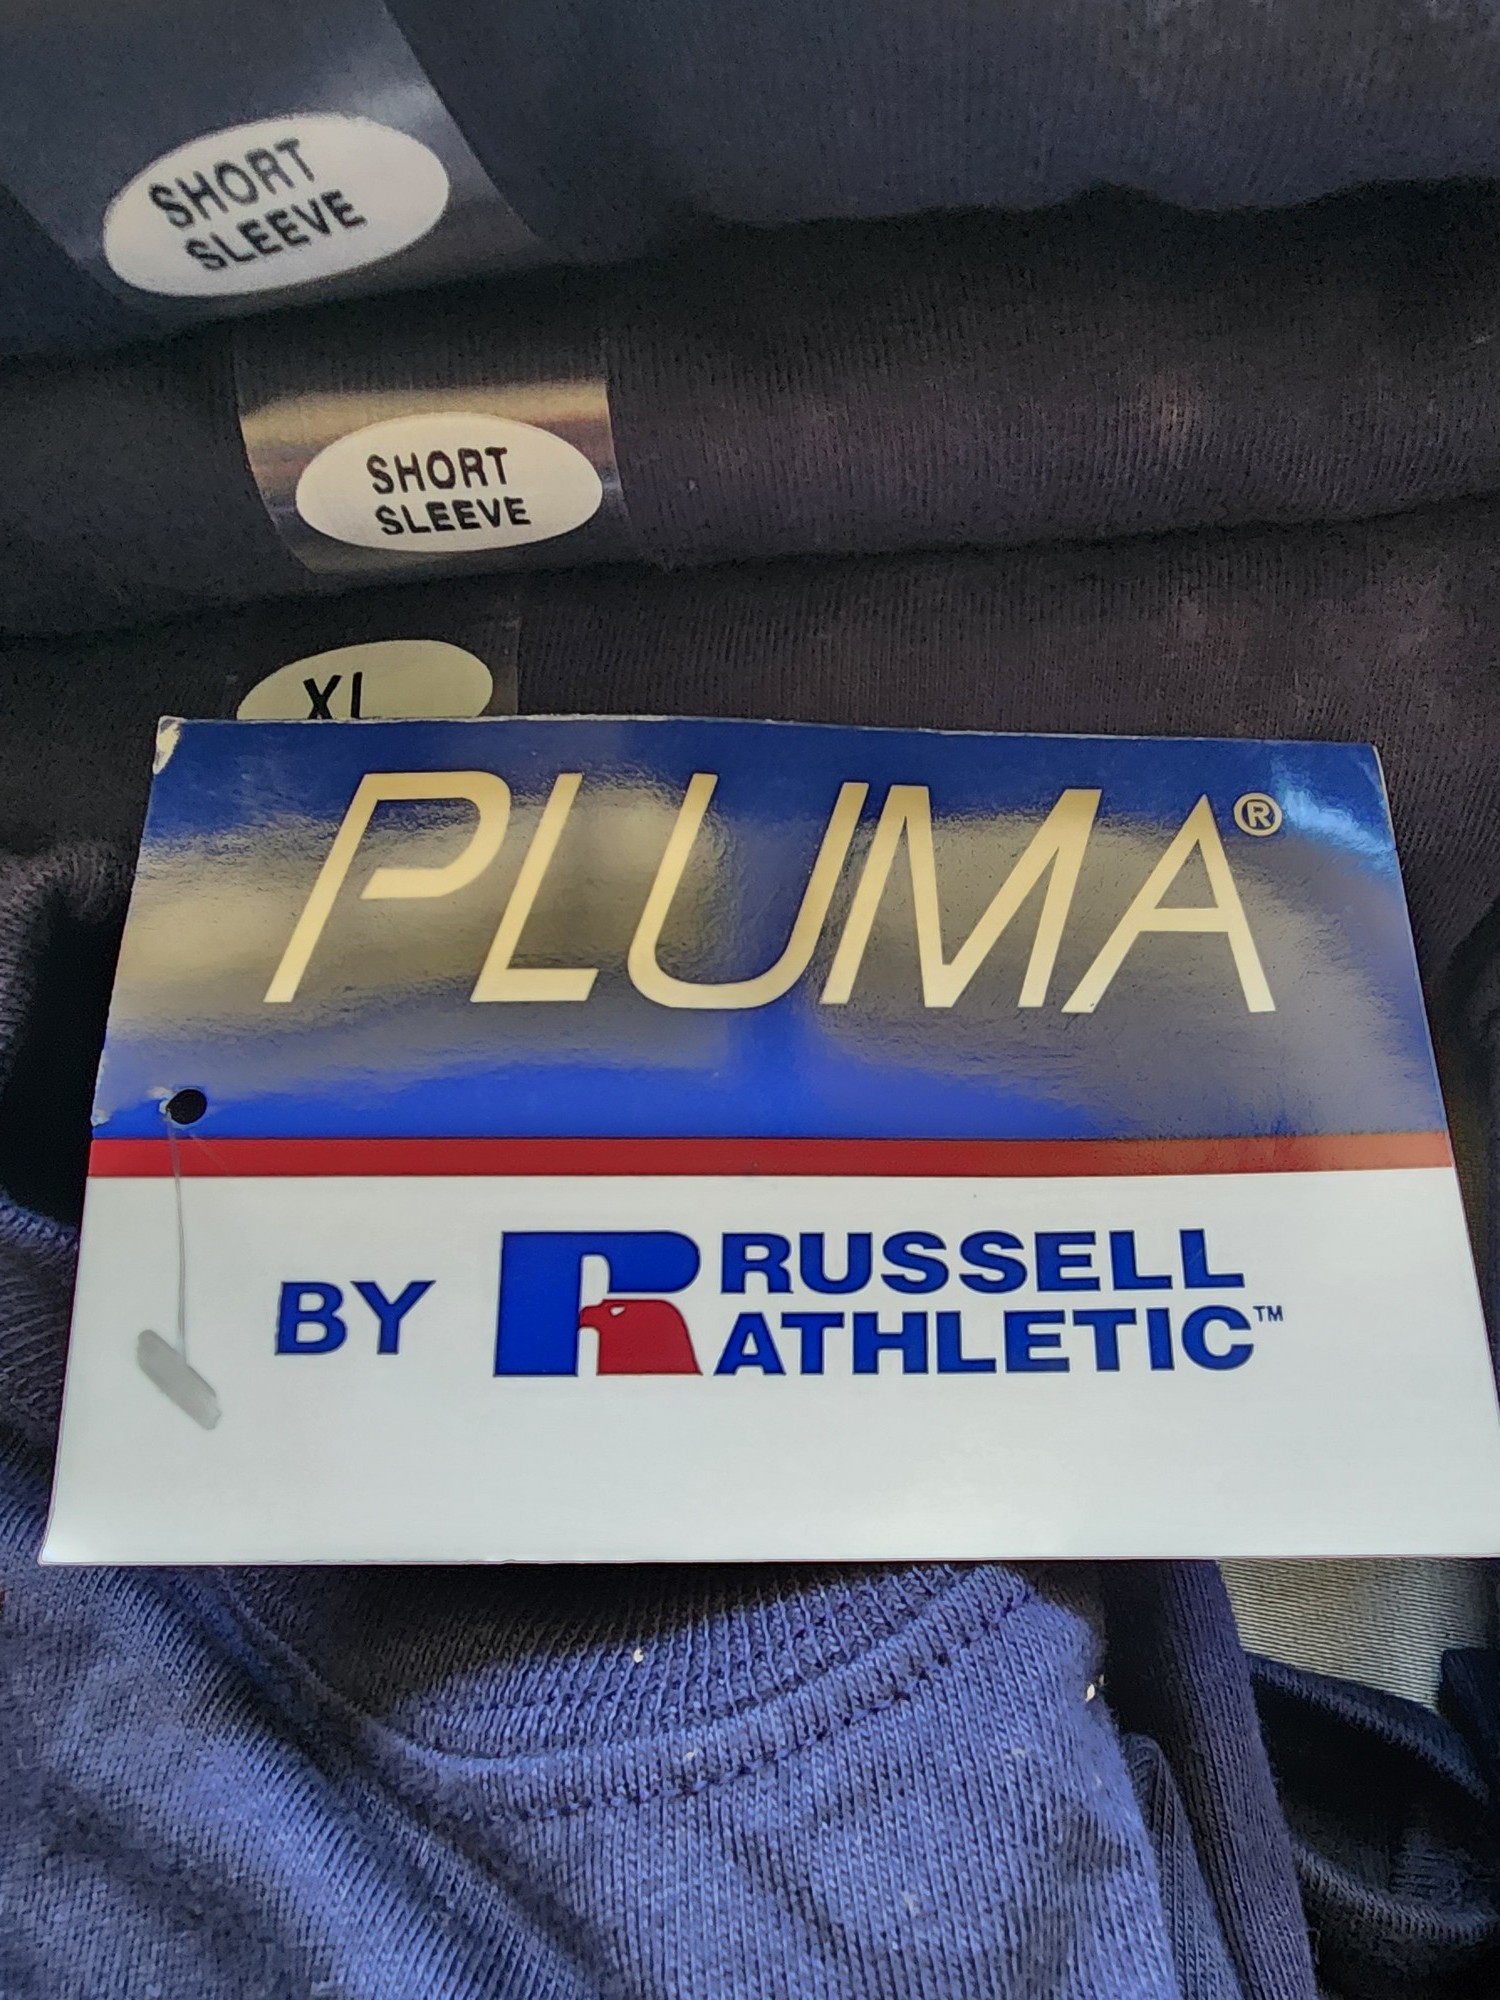 SHORT
SLEEVE
SHORT
SLEEVE
XL
PLUMA®
BY RUSSELL
ATHLETIC™